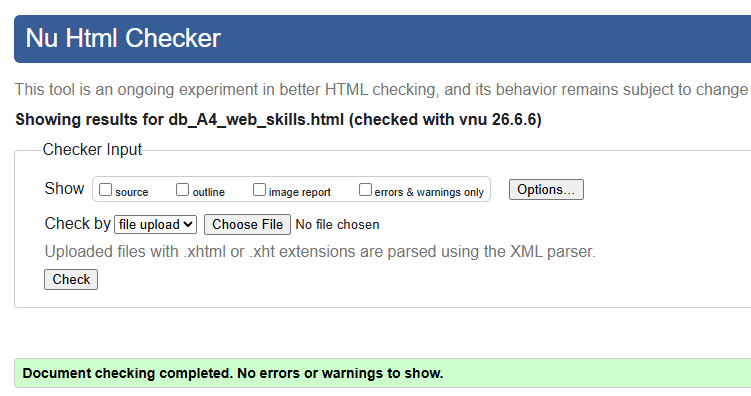 Nu Html Checker
This tool is an ongoing experiment in better HTML checking, and its behavior remains subject to change
Showing results for db_A4_web_skills.html (checked with vnu 26.6.6)
Checker Input
Show source outline image report errors & warnings only Options...
Check by file upload Choose File No file chosen
Uploaded files with .xhtml or .xht extensions are parsed using the XML parser.
Check
Document checking completed. No errors or warnings to show.